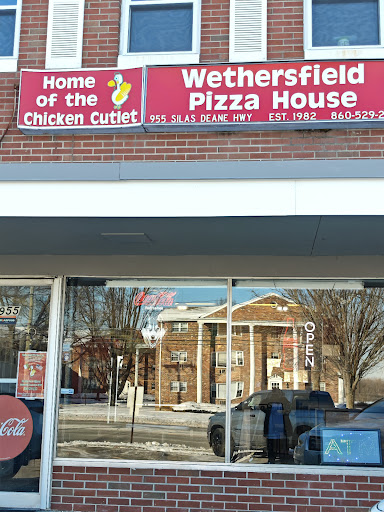 Home
of the
Chicken Cutlet
Wethersfield
Pizza House
955 SILAS DEANE HWY EST. 1982 860-529-2
955
Coca-Cola
OPEN
Coca-Cola
AT